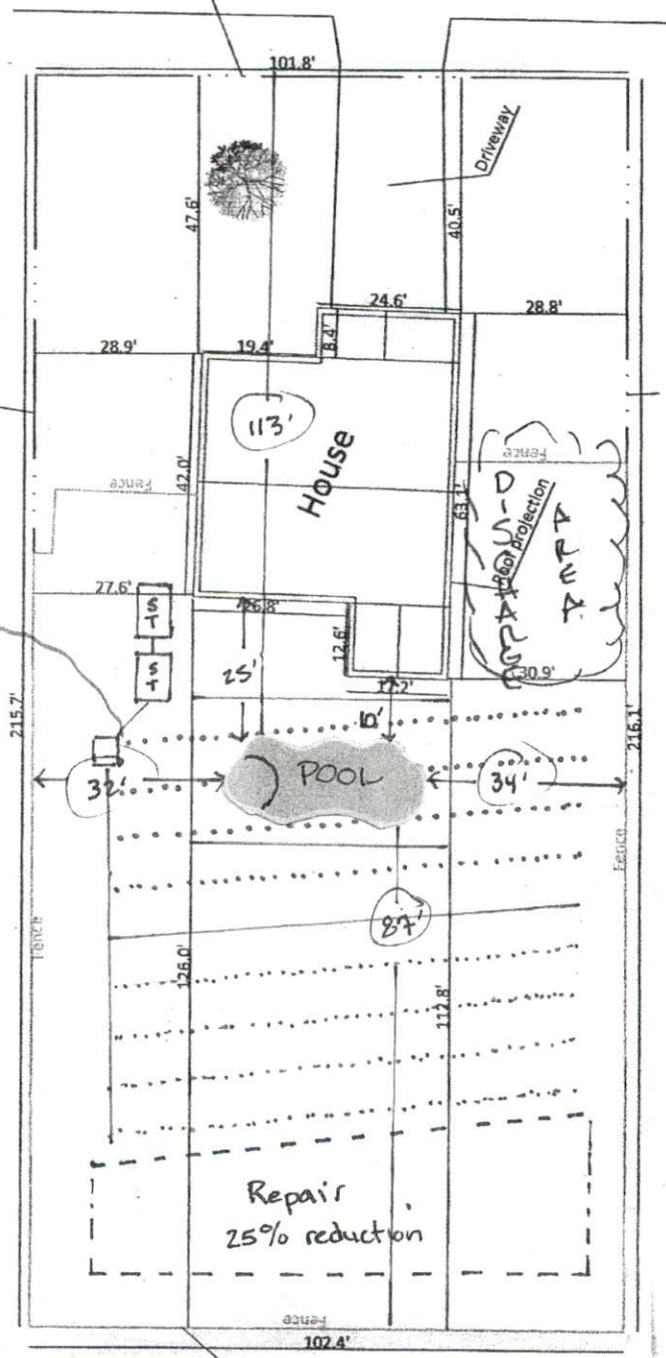 101.8'
Driveway
47.6'
40.5'
24.6'
28.8'
8.4'
28.9'
19.4'
113'
House
Fence
Fence
42.0'
63.1'
Roof projection
DISCHARGE
AREA
27.6'
26.8'
ST
ST
12.6'
25'
17.2'
15'
30.9'
215.7'
216.1'
32'
POOL
34'
Fence
Fence
87'
126.0'
112.8'
Repair
25% reduction
Fence
102.4'